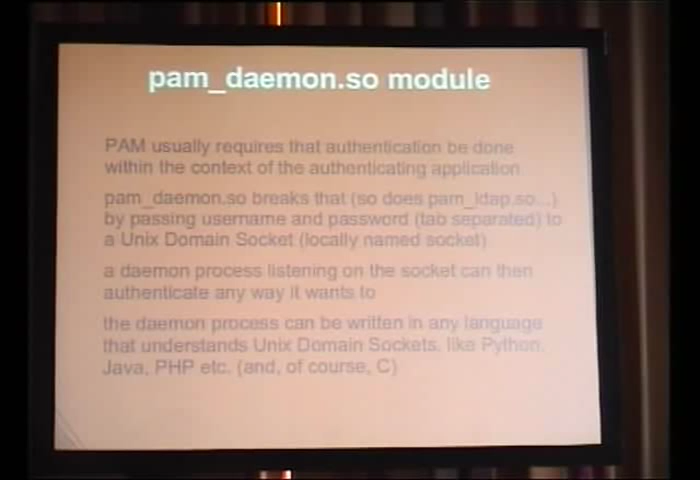 pam_daemon.so module
PAM usually requires that authentication be done
within the context of the authenticating application.
pam_daemon.so breaks that (so does pam_ldap.so...)
by passing username and password (tab separated) to
a Unix Domain Socket (locally named socket)
a daemon process listening on the socket can then
authenticate any way it wants to
the daemon process can be written in any language
that understands Unix Domain Sockets, like Python,
Java, PHP etc. (and, of course, C)